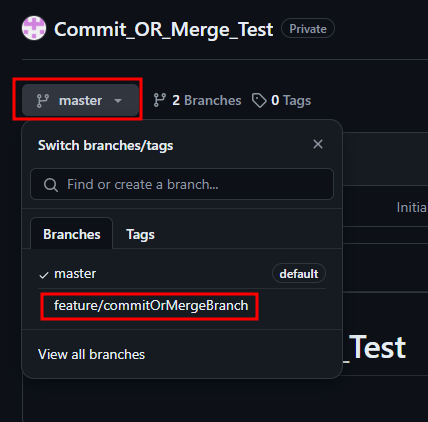 Commit_OR_Merge_Test Private
master 2 Branches 0 Tags
Switch branches/tags
Find or create a branch...
Initia
Branches Tags
master default
feature/commitOrMergeBranch
_Test
View all branches